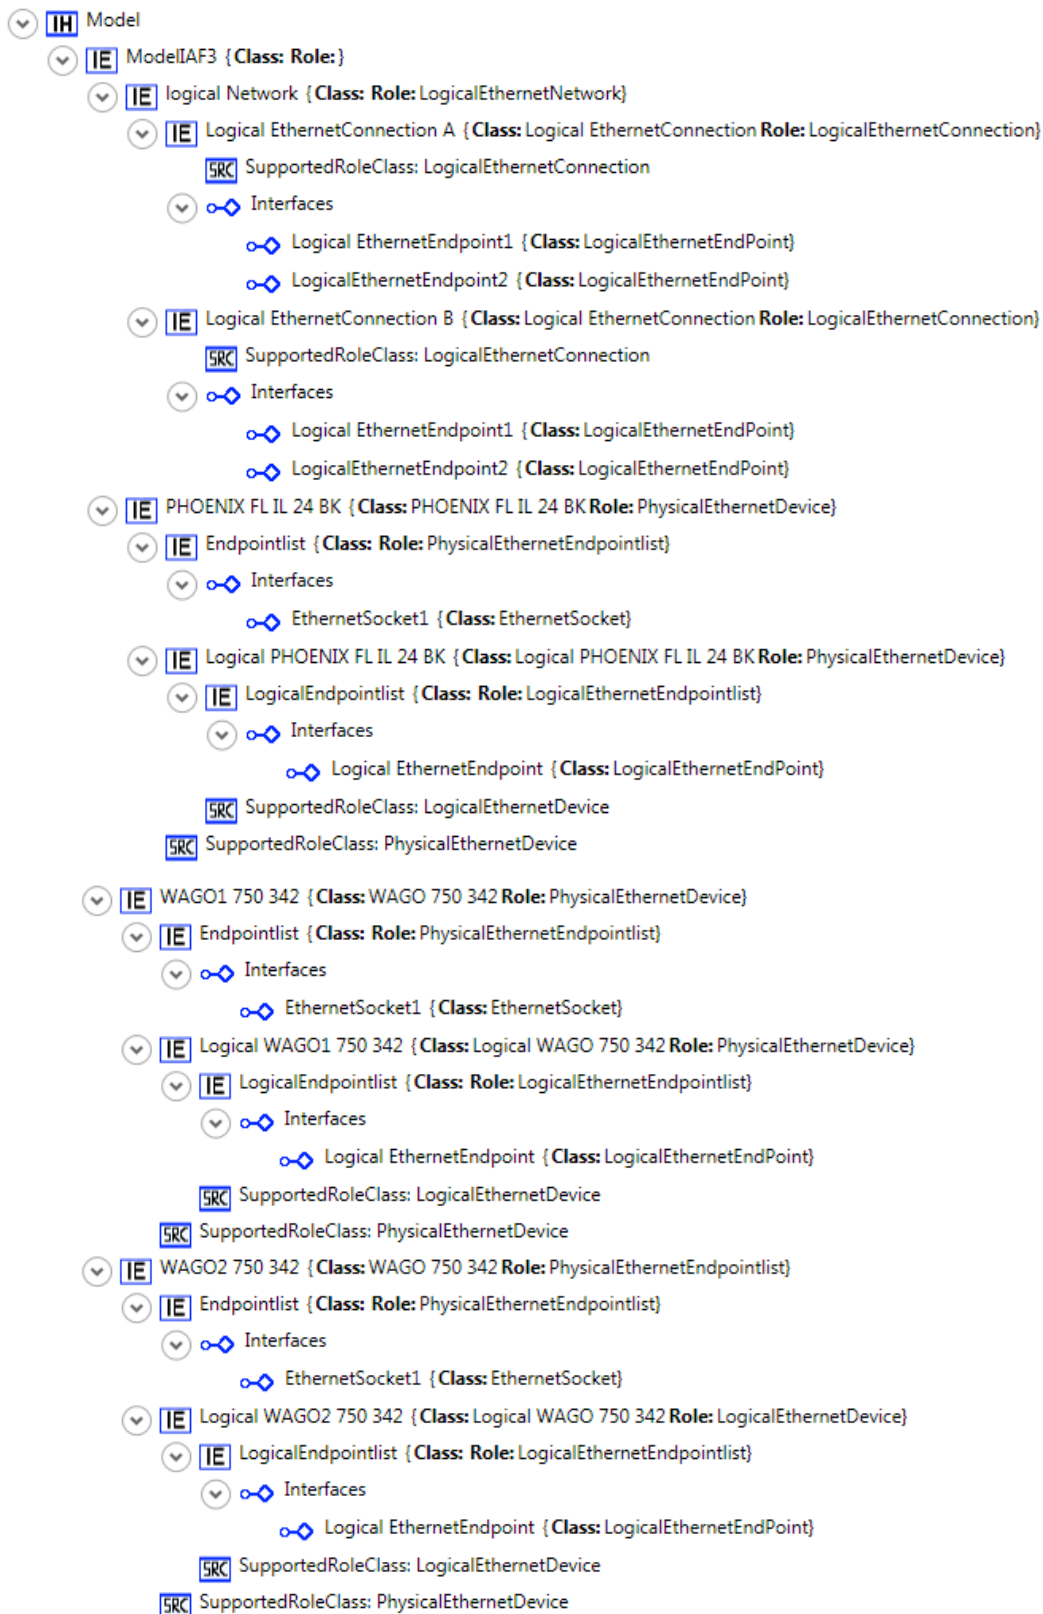 IH Model
IE ModelIAF3 {Class: Role:}
IE logical Network {Class: Role: LogicalEthernetNetwork}
IE Logical EthernetConnection A {Class: Logical EthernetConnection Role: LogicalEthernetConnection}
SRC SupportedRoleClass: LogicalEthernetConnection
Interfaces
Logical EthernetEndpoint1 {Class: LogicalEthernetEndPoint}
LogicalEthernetEndpoint2 {Class: LogicalEthernetEndPoint}
IE Logical EthernetConnection B {Class: Logical EthernetConnection Role: LogicalEthernetConnection}
SRC SupportedRoleClass: LogicalEthernetConnection
Interfaces
Logical EthernetEndpoint1 {Class: LogicalEthernetEndPoint}
LogicalEthernetEndpoint2 {Class: LogicalEthernetEndPoint}
IE PHOENIX FL IL 24 BK {Class: PHOENIX FL IL 24 BK Role: PhysicalEthernetDevice}
IE Endpointlist {Class: Role: PhysicalEthernetEndpointlist}
Interfaces
EthernetSocket1 {Class: EthernetSocket}
IE Logical PHOENIX FL IL 24 BK {Class: Logical PHOENIX FL IL 24 BK Role: PhysicalEthernetDevice}
IE LogicalEndpointlist {Class: Role: LogicalEthernetEndpointlist}
Interfaces
Logical EthernetEndpoint {Class: LogicalEthernetEndPoint}
SRC SupportedRoleClass: LogicalEthernetDevice
SRC SupportedRoleClass: PhysicalEthernetDevice
IE WAGO1 750 342 {Class: WAGO 750 342 Role: PhysicalEthernetDevice}
IE Endpointlist {Class: Role: PhysicalEthernetEndpointlist}
Interfaces
EthernetSocket1 {Class: EthernetSocket}
IE Logical WAGO1 750 342 {Class: Logical WAGO 750 342 Role: PhysicalEthernetDevice}
IE LogicalEndpointlist {Class: Role: LogicalEthernetEndpointlist}
Interfaces
Logical EthernetEndpoint {Class: LogicalEthernetEndPoint}
SRC SupportedRoleClass: LogicalEthernetDevice
SRC SupportedRoleClass: PhysicalEthernetDevice
IE WAGO2 750 342 {Class: WAGO 750 342 Role: PhysicalEthernetEndpointlist}
IE Endpointlist {Class: Role: PhysicalEthernetEndpointlist}
Interfaces
EthernetSocket1 {Class: EthernetSocket}
IE Logical WAGO2 750 342 {Class: Logical WAGO 750 342 Role: LogicalEthernetDevice}
IE LogicalEndpointlist {Class: Role: LogicalEthernetEndpointlist}
Interfaces
Logical EthernetEndpoint {Class: LogicalEthernetEndPoint}
SRC SupportedRoleClass: LogicalEthernetDevice
SRC SupportedRoleClass: PhysicalEthernetDevice